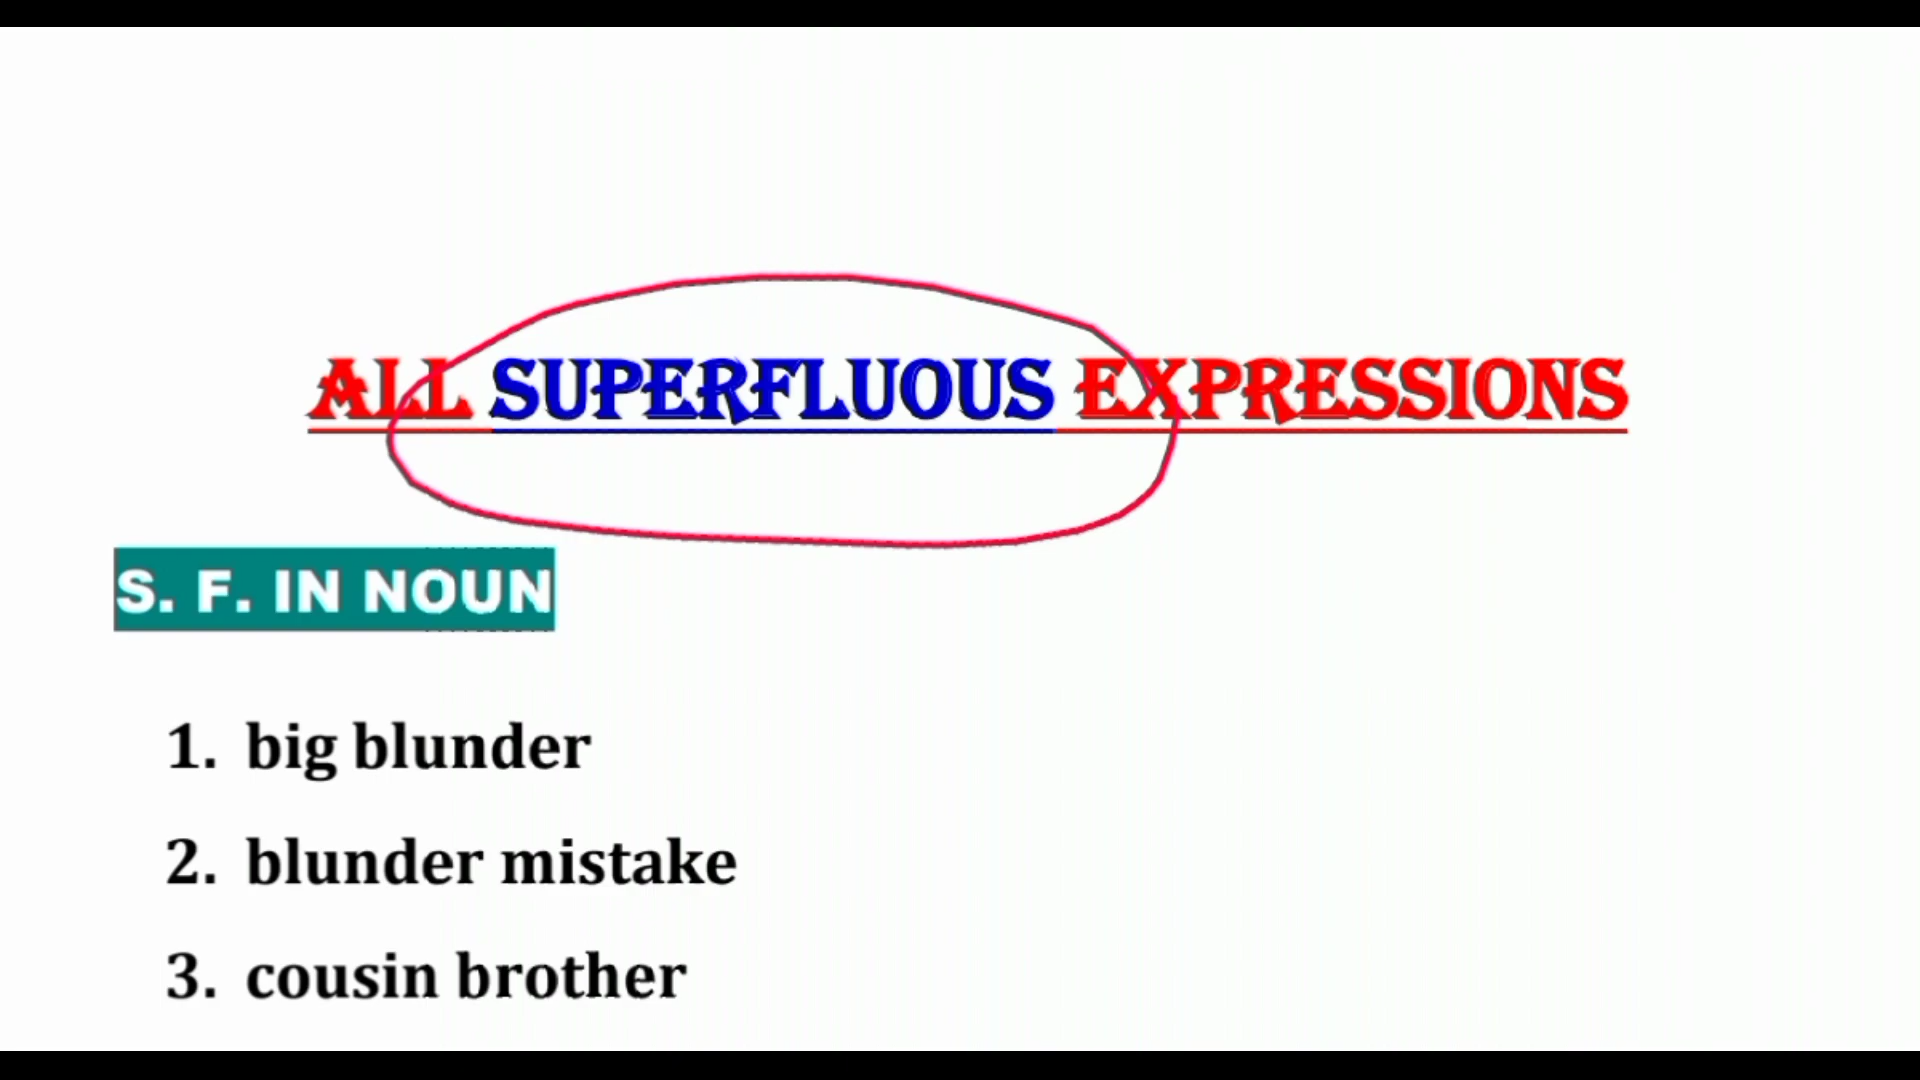 ALL SUPERFLUOUS EXPRESSIONS
S. F. IN NOUN
1. big blunder
2. blunder mistake
3. cousin brother